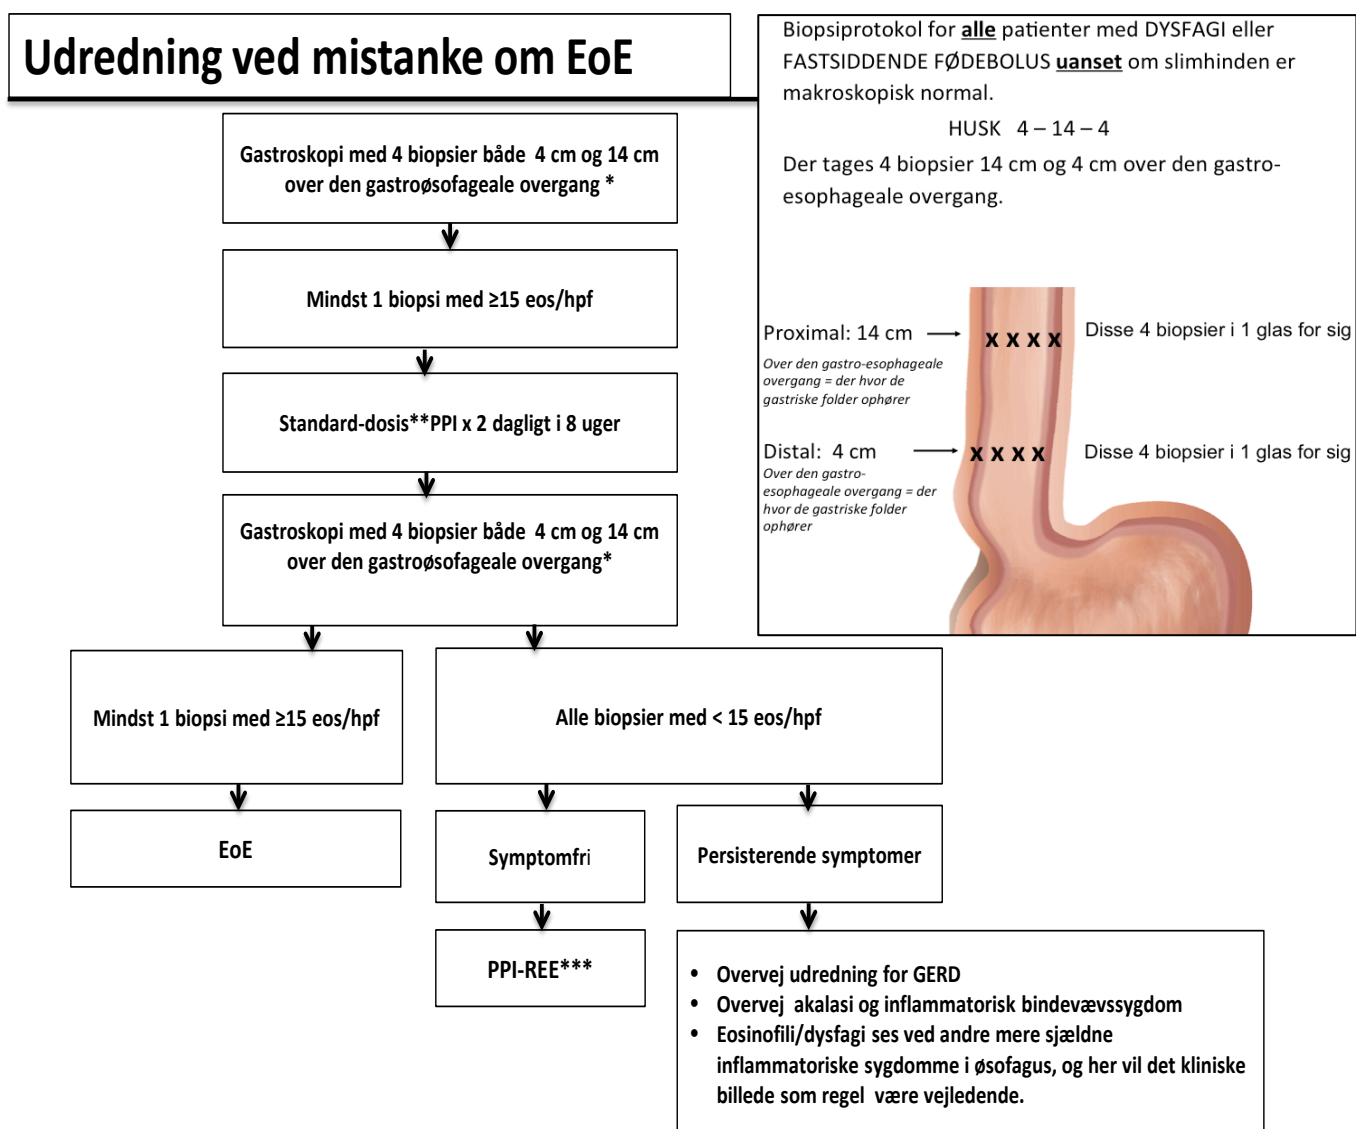 Udredning ved mistanke om EoE
Gastroskopi med 4 biopsier både 4 cm og 14 cm
over den gastroøsofageale overgang *
Mindst 1 biopsi med ≥15 eos/hpf
Standard-dosis**PPI x 2 dagligt i 8 uger
Gastroskopi med 4 biopsier både 4 cm og 14 cm
over den gastroøsofageale overgang*
Mindst 1 biopsi med ≥15 eos/hpf
Alle biopsier med < 15 eos/hpf
EoE
Symptomfri
Persisterende symptomer
PPI-REE***
• Overvej udredning for GERD
• Overvej akalasi og inflammatorisk bindevævssygdom
• Eosinofili/dysfagi ses ved andre mere sjældne
inflammatoriske sygdomme i øsofagus, og her vil det kliniske
billede som regel være vejledende.
Biopsiprotokol for alle patienter med DYSFAGI eller
FASTSIDDENDE FØDEBOLUS uanset om slimhinden er
makroskopisk normal.
HUSK 4 – 14 – 4
Der tages 4 biopsier 14 cm og 4 cm over den gastro-
esophageale overgang.
Proximal: 14 cm
x x x x
Disse 4 biopsier i 1 glas for sig
Over den gastro-esophageale
overgang = der hvor de
gastriske folder ophører
Distal: 4 cm
x x x x
Disse 4 biopsier i 1 glas for sig
Over den gastro-
esophageale overgang = der
hvor de gastriske folder
ophører